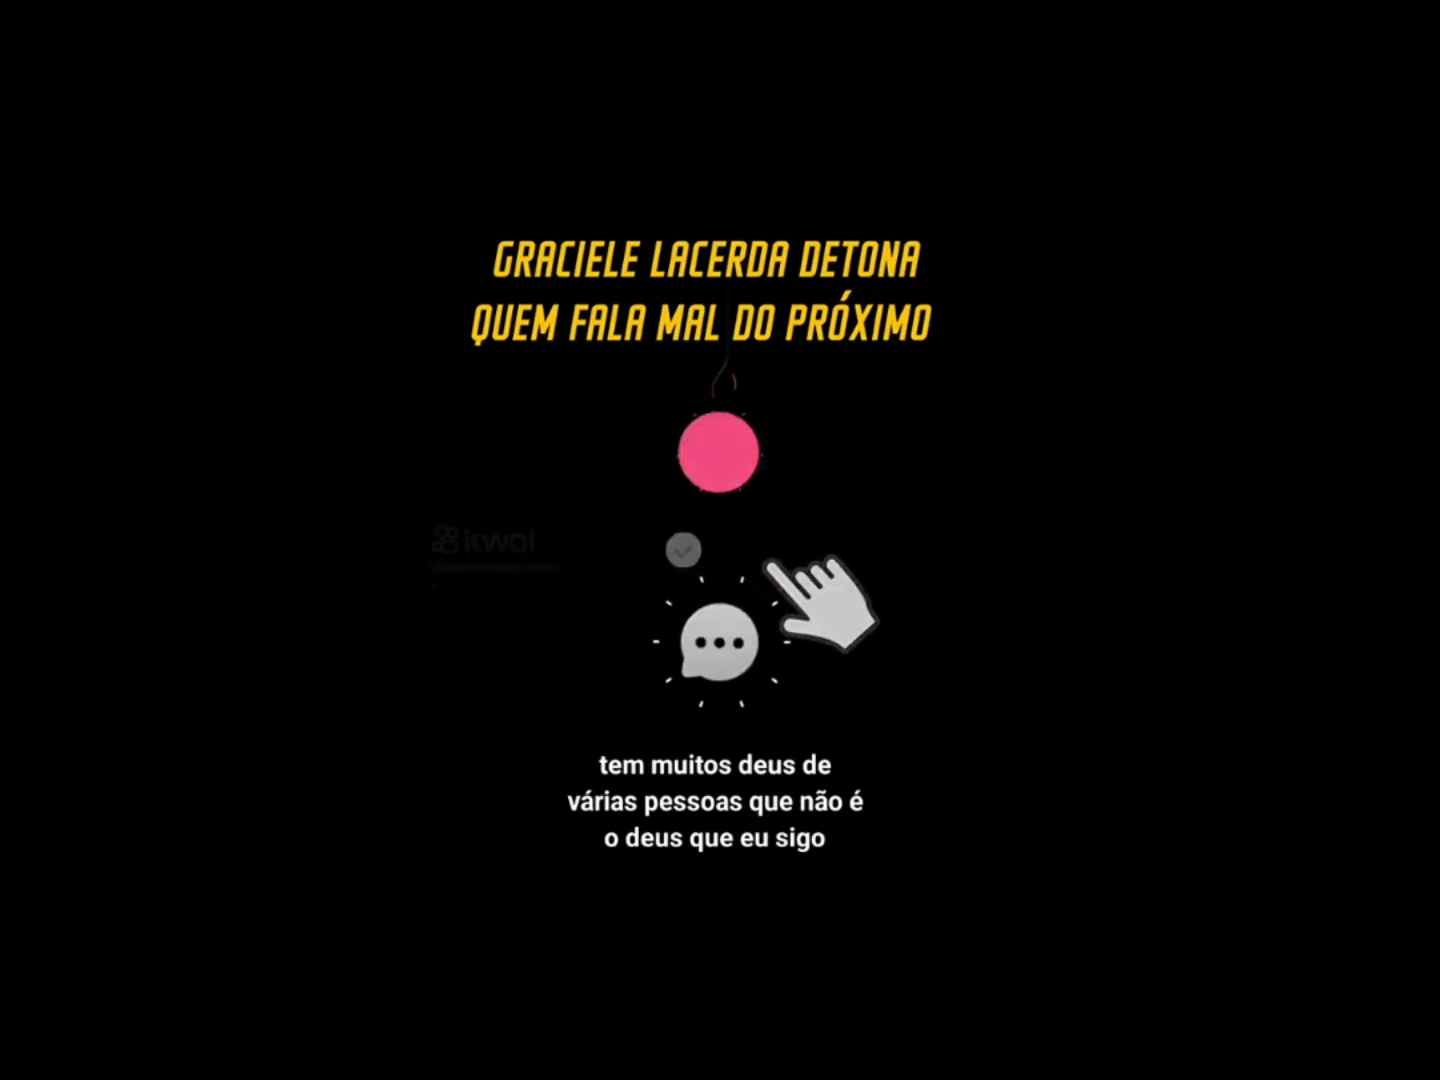 GRACIELE LACERDA DETONA
QUEM FALA MAL DO PRÓXIMO
kwai
tem muitos deus de
várias pessoas que não é
o deus que eu sigo